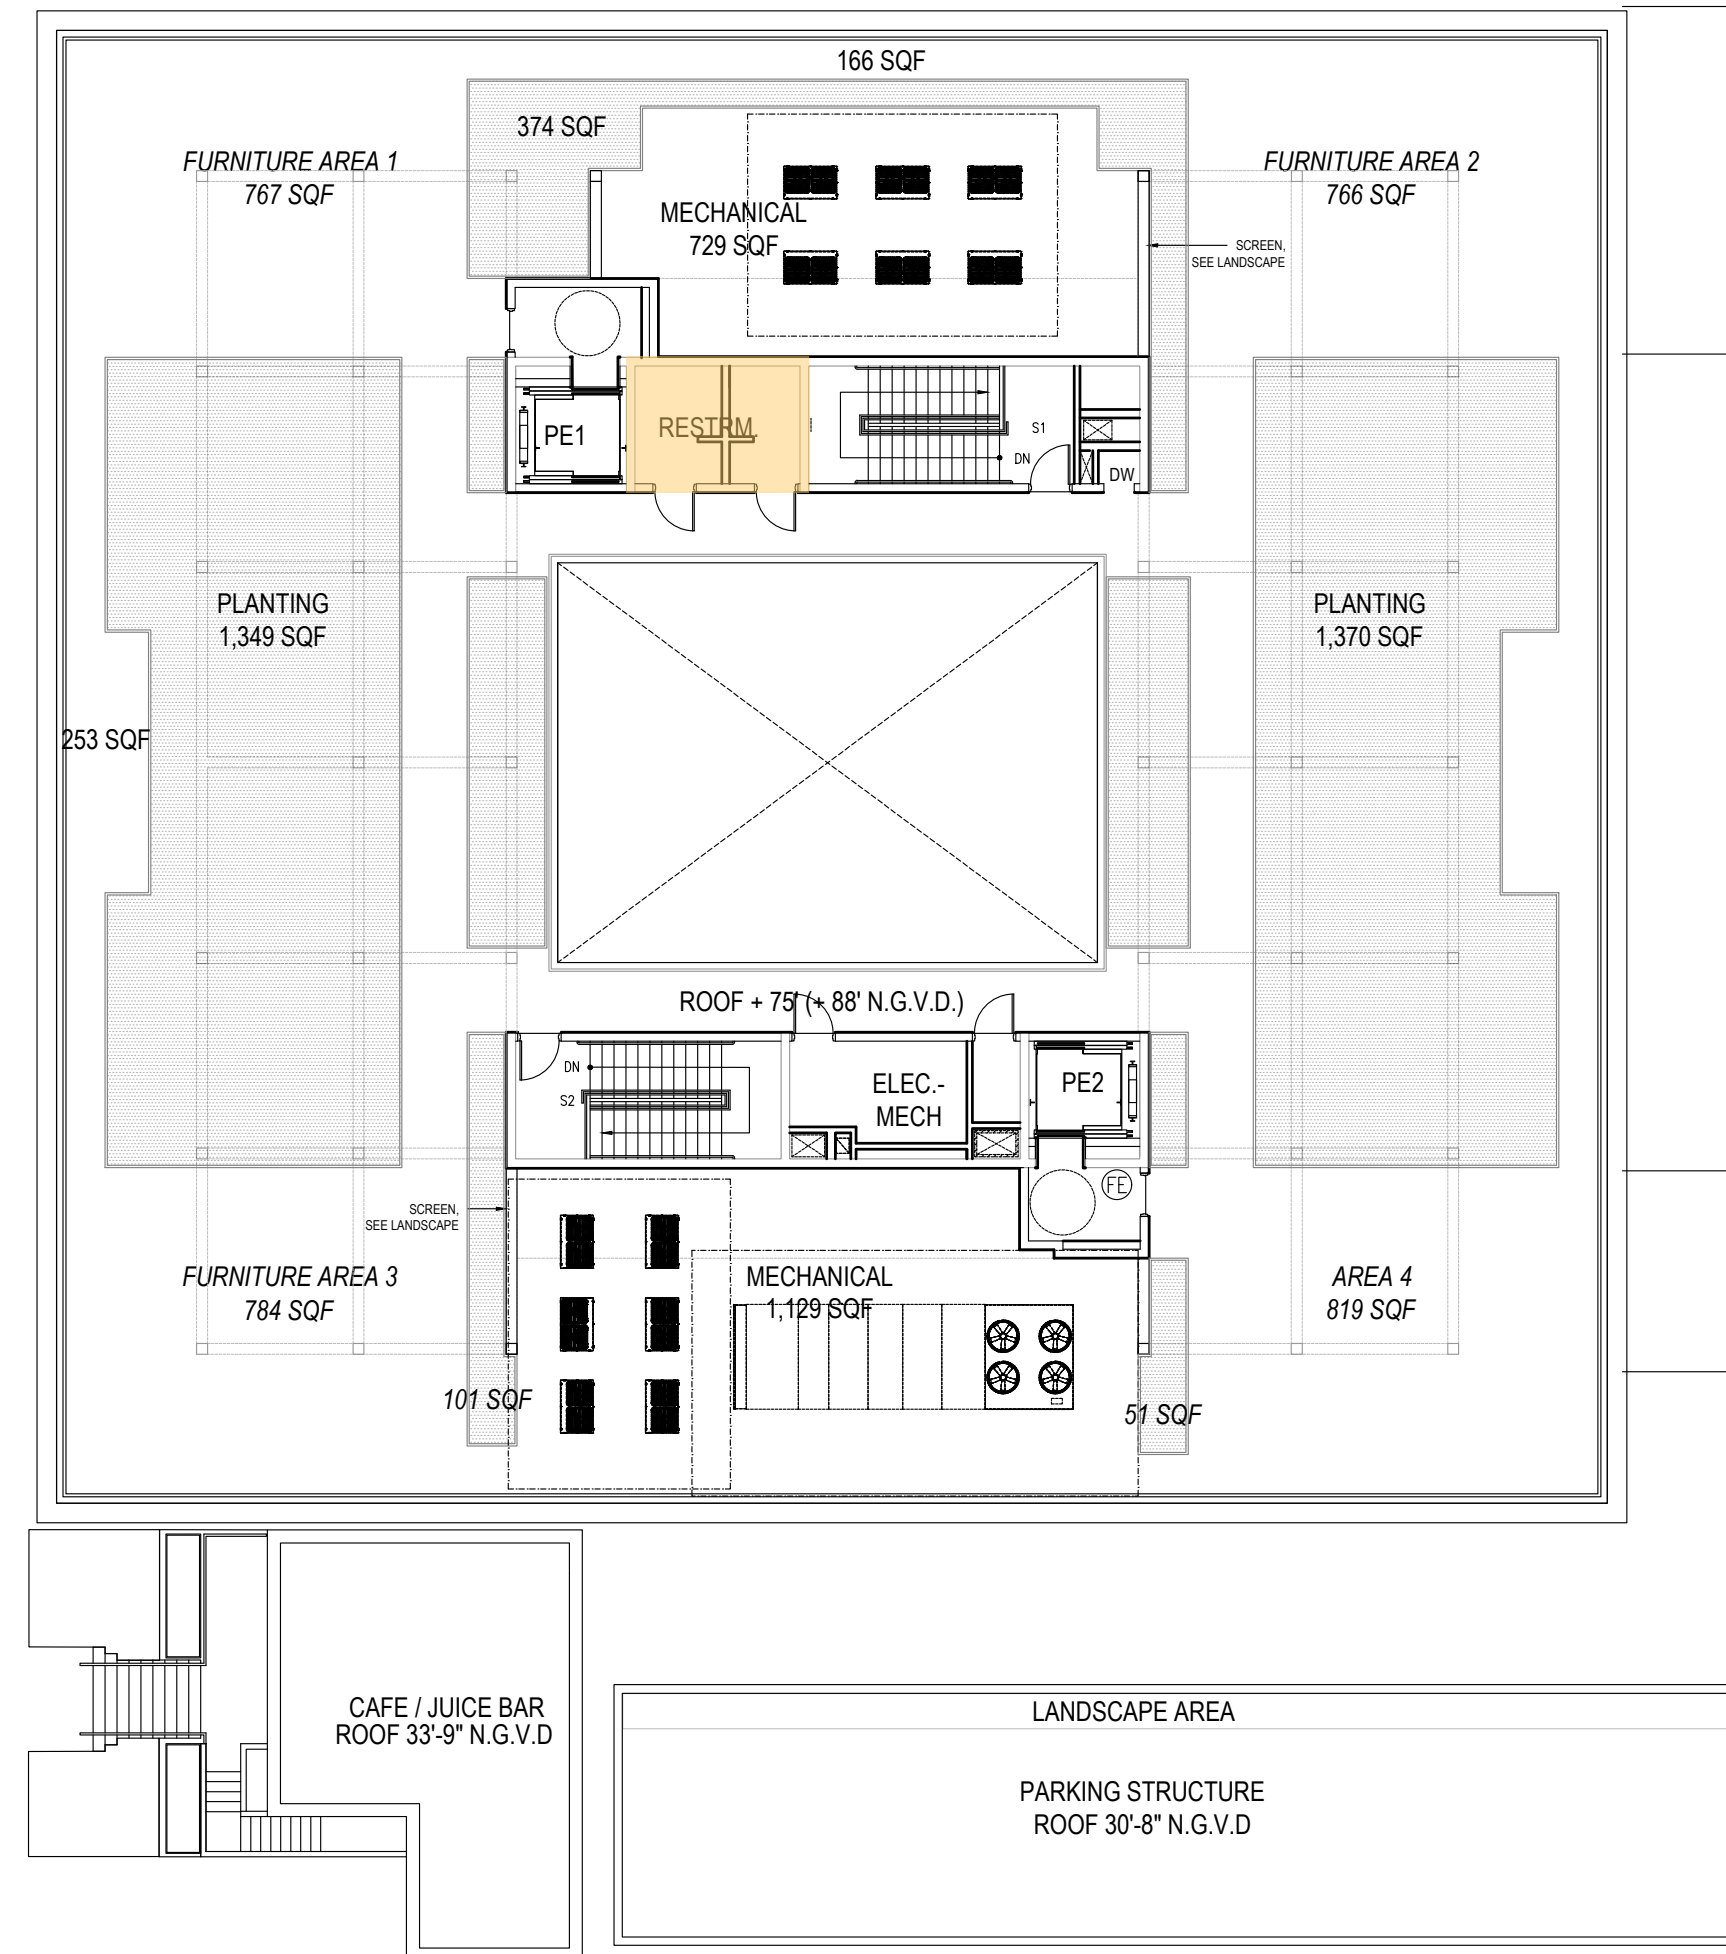 166 SQF
374 SQF
FURNITURE AREA 1
767 SQF
FURNITURE AREA 2
766 SQF
MECHANICAL
729 SQF
SCREEN,
SEE LANDSCAPE
PE1
RESTRM.
S1
DN
DW
PLANTING
1,349 SQF
PLANTING
1,370 SQF
253 SQF
ROOF + 75' (+ 88' N.G.V.D.)
DN
S2
ELEC.-
MECH
PE2
FE
SCREEN,
SEE LANDSCAPE
FURNITURE AREA 3
784 SQF
MECHANICAL
1,129 SQF
AREA 4
819 SQF
101 SQF
51 SQF
CAFE / JUICE BAR
ROOF 33'-9" N.G.V.D
LANDSCAPE AREA
PARKING STRUCTURE
ROOF 30'-8" N.G.V.D